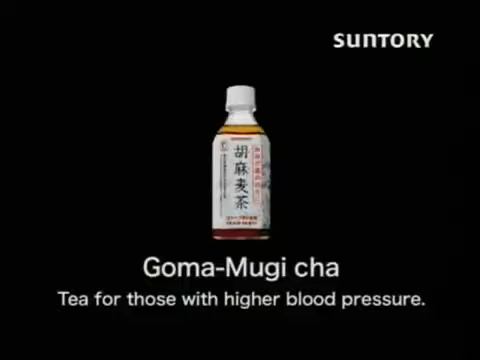 SUNTORY
胡麻麦茶
Goma-Mugi cha
Tea for those with higher blood pressure.